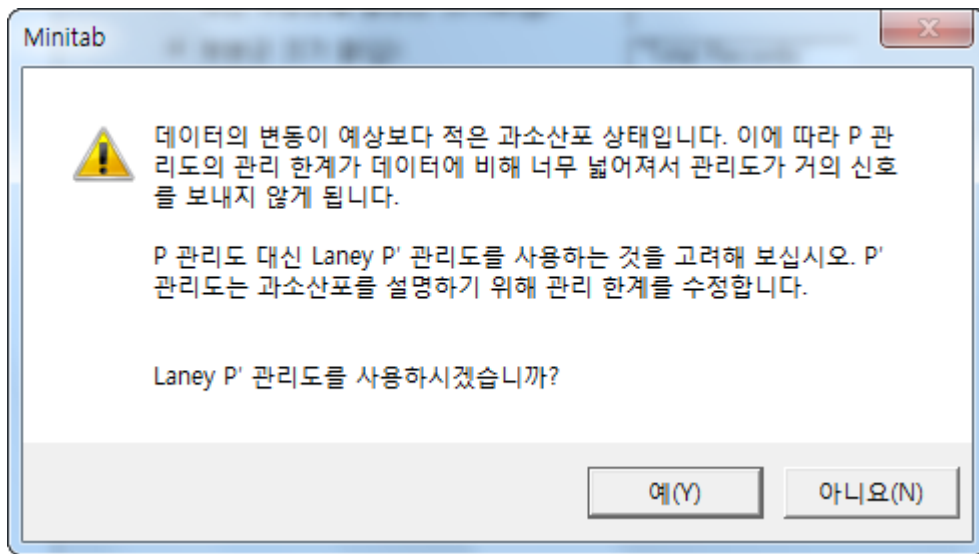 Minitab
데이터의 변동이 예상보다 적은 과소산포 상태입니다. 이에 따라 P 관
리도의 관리 한계가 데이터에 비해 너무 넓어져서 관리도가 거의 신호
를 보내지 않게 됩니다.
P 관리도 대신 Laney P' 관리도를 사용하는 것을 고려해 보십시오. P'
관리도는 과소산포를 설명하기 위해 관리 한계를 수정합니다.
Laney P' 관리도를 사용하시겠습니까?
예(Y)
아니요(N)